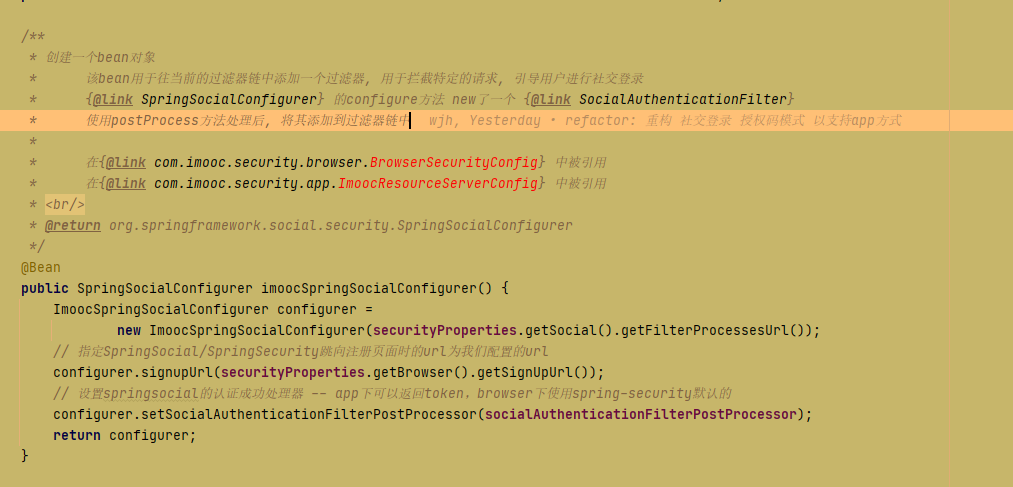 /**
 * 创建一个bean对象
 *      该bean用于往当前的过滤器链中添加一个过滤器, 用于拦截特定的请求, 引导用户进行社交登录
 *      {@link SpringSocialConfigurer} 的configure方法 new了一个 {@link SocialAuthenticationFilter}
 *      使用postProcess方法处理后, 将其添加到过滤器链中  wjh, Yesterday • refactor: 重构 社交登录 授权码模式 以支持app方式
 *
 *      在{@link com.imooc.security.browser.BrowserSecurityConfig} 中被引用
 *      在{@link com.imooc.security.app.ImoocResourceServerConfig} 中被引用
 * <br/>
 * @return org.springframework.social.security.SpringSocialConfigurer
 */
@Bean
public SpringSocialConfigurer imoocSpringSocialConfigurer() {
    ImoocSpringSocialConfigurer configurer =
            new ImoocSpringSocialConfigurer(securityProperties.getSocial().getFilterProcessesUrl());
    // 指定SpringSocial/SpringSecurity跳向注册页面时的url为我们配置的url
    configurer.signupUrl(securityProperties.getBrowser().getSignUpUrl());
    // 设置springsocial的认证成功处理器 -- app下可以返回token，browser下使用spring-security默认的
    configurer.setSocialAuthenticationFilterPostProcessor(socialAuthenticationFilterPostProcessor);
    return configurer;
}